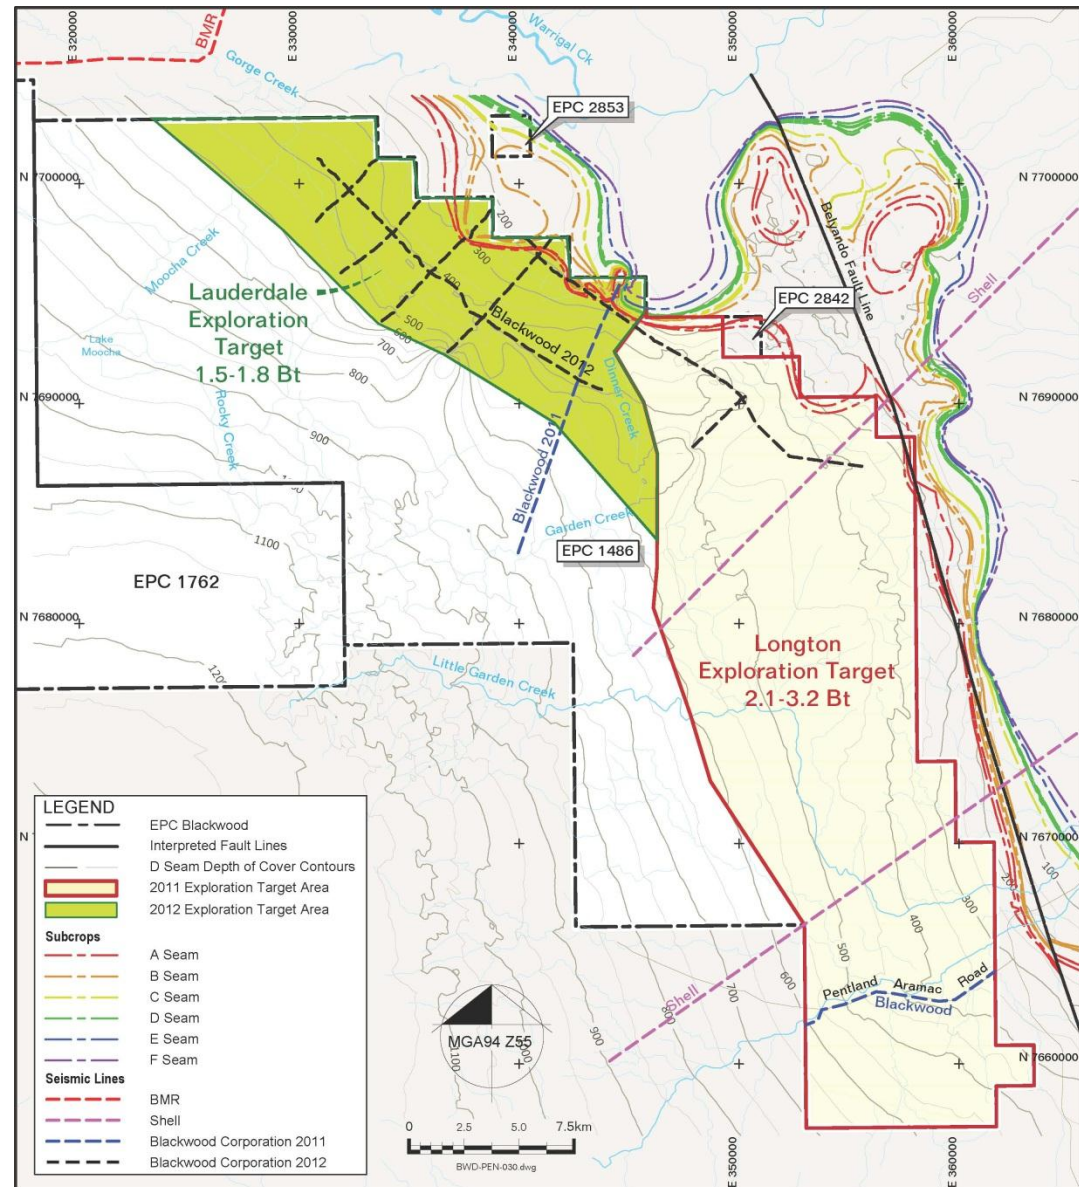 E 320000
E 330000
E 340000
E 350000
E 360000
BMR
Gorge Creek
Warrigal Ck
EPC 2853
N 7700000
N 7700000
200
300
400
500
600
700
800
900
Moocha Creek
Lake
Moocha
Rocky Creek
Lauderdale
Exploration
Target
1.5-1.8 Bt
Blackwood 2012
Blackwood 2011
Dinner Creek
Belyando Fault Line
Shell
EPC 2842
N 7690000
N 7690000
Garden Creek
EPC 1486
1100
EPC 1762
N 7680000
N 7680000
Little Garden Creek
Longton
Exploration Target
2.1-3.2 Bt
LEGEND
EPC Blackwood
Interpreted Fault Lines
D Seam Depth of Cover Contours
2011 Exploration Target Area
2012 Exploration Target Area
Subcrops
A Seam
B Seam
C Seam
D Seam
E Seam
F Seam
Seismic Lines
BMR
Shell
Blackwood Corporation 2011
Blackwood Corporation 2012
N 7670000
100
200
300
400
500
600
700
800
900
1000
1100
Shell
Pentland Aramac Road
Blackwood
MGA94 Z55
N 7660000
0 2.5 5.0 7.5km
BWD-PEN-030.dwg
E 350000
E 360000